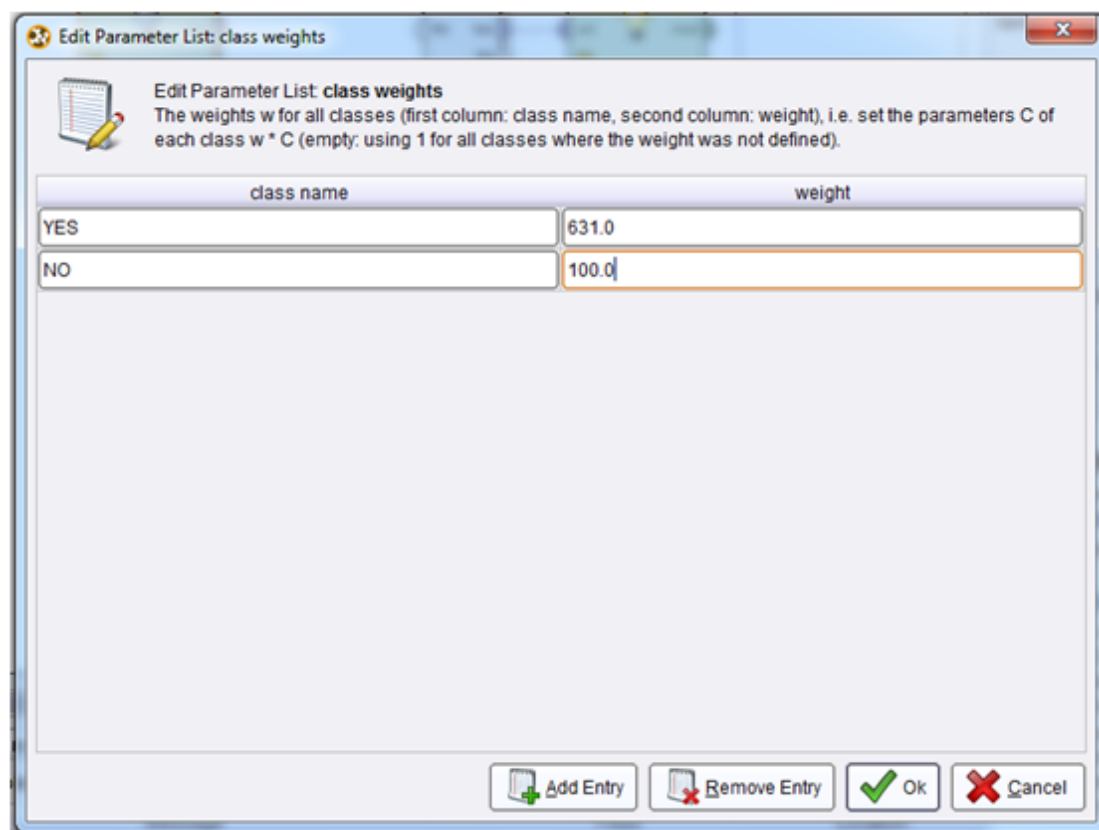 Edit Parameter List: class weights
Edit Parameter List: class weights
The weights w for all classes (first column: class name, second column: weight), i.e. set the parameters C of
each class w * C (empty: using 1 for all classes where the weight was not defined).
class name weight
YES 631.0
NO 100.0
Add Entry Remove Entry Ok Cancel